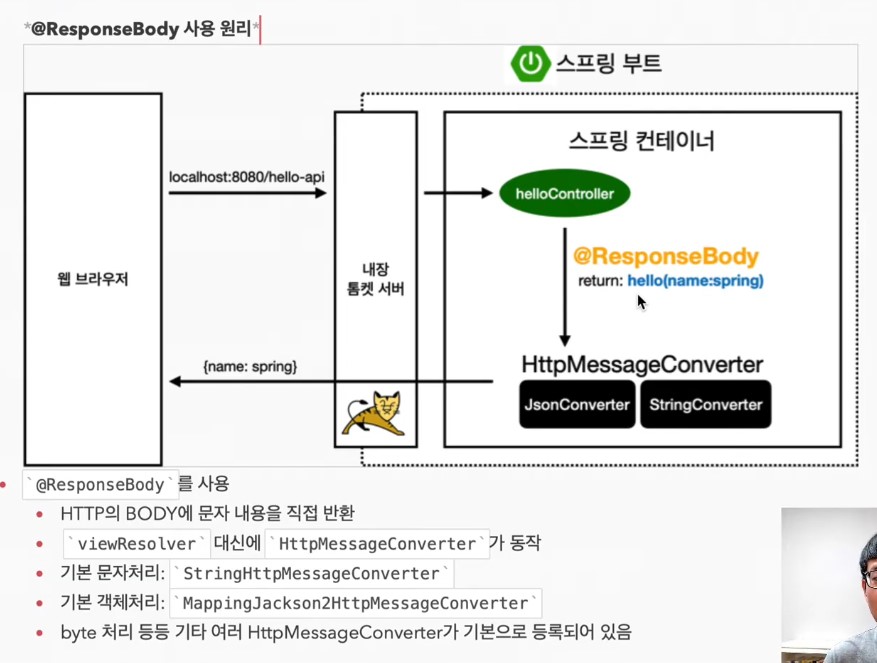 *@ResponseBody 사용 원리*
스프링 부트
스프링 컨테이너
localhost:8080/hello-api
helloController
@ResponseBody
return: hello(name:spring)
웹 브라우저
내장
톰켓 서버
{name: spring}
HttpMessageConverter
JsonConverter
StringConverter
`@ResponseBody`를 사용
HTTP의 BODY에 문자 내용을 직접 반환
`viewResolver` 대신에 `HttpMessageConverter`가 동작
기본 문자처리: `StringHttpMessageConverter`
기본 객체처리: `MappingJackson2HttpMessageConverter`
byte 처리 등등 기타 여러 HttpMessageConverter가 기본으로 등록되어 있음